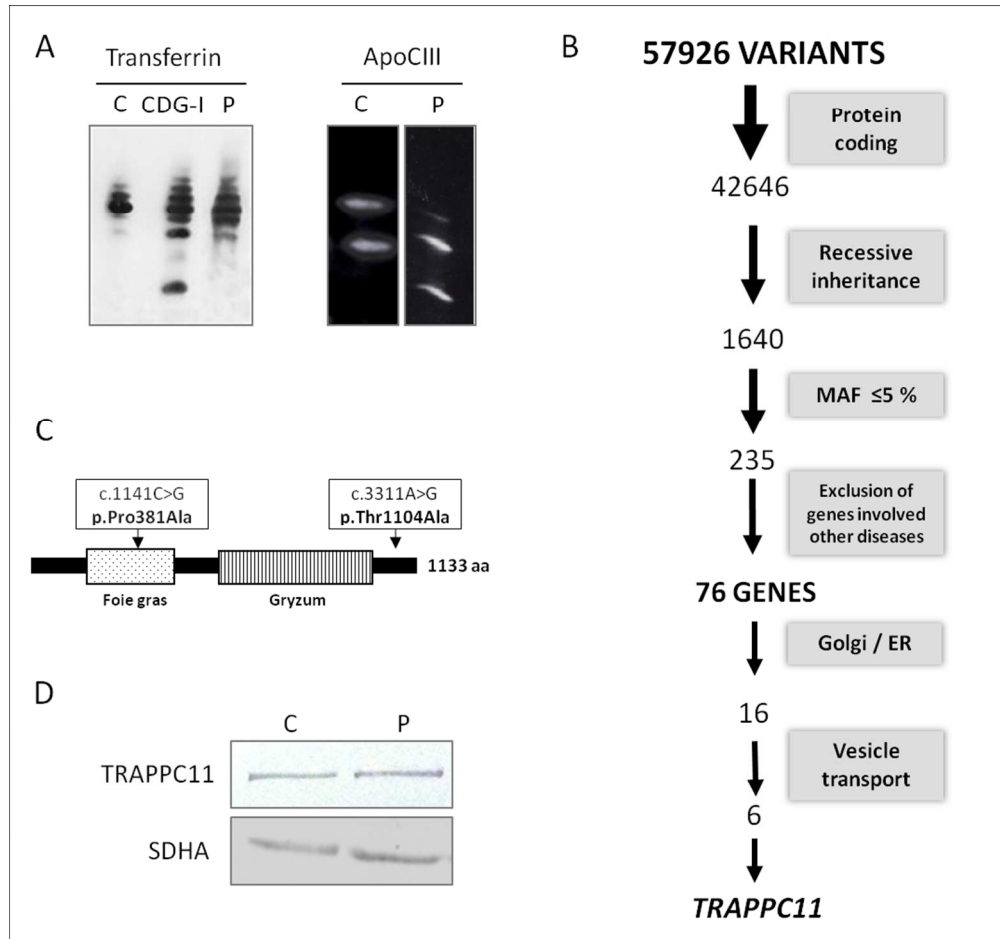 A
Transferrin
C CDG-I P
ApoCIII
C P
B
57926 VARIANTS
Protein
coding
42646
Recessive
inheritance
1640
MAF ≤5 %
235
Exclusion of
genes involved
other diseases
76 GENES
Golgi / ER
16
Vesicle
transport
6
TRAPPC11
C
c.1141C>G
p.Pro381Ala
c.3311A>G
p.Thr1104Ala
1133 aa
Foie gras
Gryzum
D
C P
TRAPPC11
SDHA